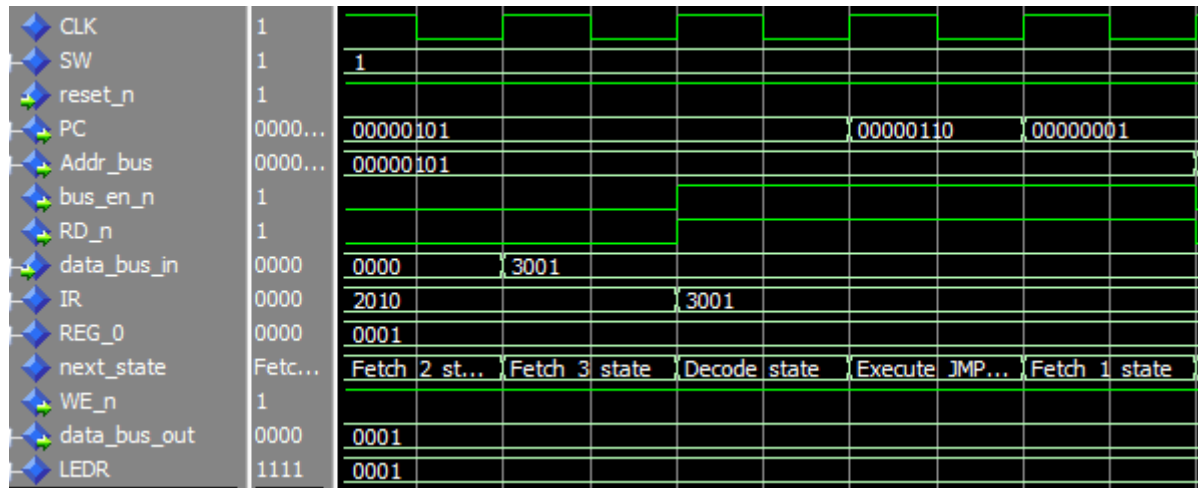 CLK 1
SW 1 1
reset_n 1
PC 0000... 00000101 00000110 00000001
Addr_bus 0000... 00000101
bus_en_n 1
RD_n 1
data_bus_in 0000 0000 3001
IR 0000 2010 3001
REG_0 0000 0001
next_state Fetc... Fetch 2 st... Fetch 3 state Decode state Execute JMP... Fetch 1 state
WE_n 1
data_bus_out 0000 0001
LEDR 1111 0001